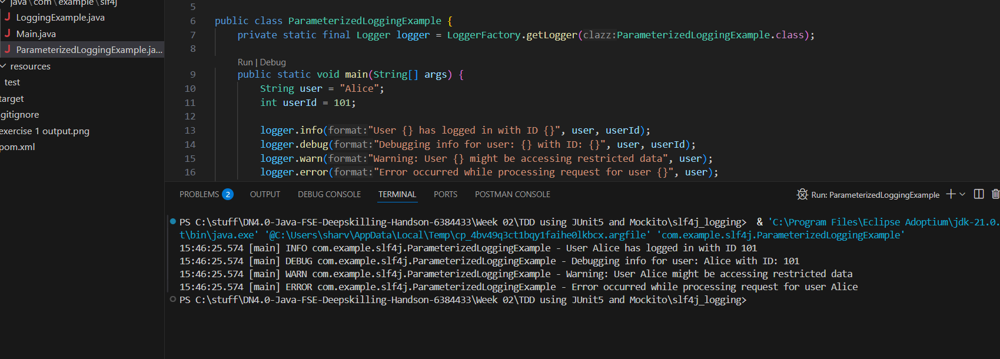 java \ com \ example \ slf4j
LoggingExample.java
Main.java
ParameterizedLoggingExample.ja...
resources
test
target
gitignore
exercise 1 output.png
pom.xml
5
6 public class ParameterizedLoggingExample {
7 private static final Logger logger = LoggerFactory.getLogger(clazz:ParameterizedLoggingExample.class);
8
Run | Debug
9 public static void main(String[] args) {
10 String user = "Alice";
11 int userId = 101;
12
13 logger.info(format:"User {} has logged in with ID {}", user, userId);
14 logger.debug(format:"Debugging info for user: {} with ID: {}", user, userId);
15 logger.warn(format:"Warning: User {} might be accessing restricted data", user);
16 logger.error(format:"Error occurred while processing request for user {}", user);
PROBLEMS 2 OUTPUT DEBUG CONSOLE TERMINAL PORTS POSTMAN CONSOLE Run: ParameterizedLoggingExample
PS C:\stuff\DN4.0-Java-FSE-Deepskilling-Handson-6384433\Week 02\TDD using JUnit5 and Mockito\slf4j_logging> & 'C:\Program Files\Eclipse Adoptium\jdk-21.0.
t\bin\java.exe' '@C:\Users\sharv\AppData\Local\Temp\cp_4bv49q3ct1bqy1faihe0lkbcx.argfile' 'com.example.slf4j.ParameterizedLoggingExample'
15:46:25.574 [main] INFO com.example.slf4j.ParameterizedLoggingExample - User Alice has logged in with ID 101
15:46:25.574 [main] DEBUG com.example.slf4j.ParameterizedLoggingExample - Debugging info for user: Alice with ID: 101
15:46:25.574 [main] WARN com.example.slf4j.ParameterizedLoggingExample - Warning: User Alice might be accessing restricted data
15:46:25.574 [main] ERROR com.example.slf4j.ParameterizedLoggingExample - Error occurred while processing request for user Alice
PS C:\stuff\DN4.0-Java-FSE-Deepskilling-Handson-6384433\Week 02\TDD using JUnit5 and Mockito\slf4j_logging>